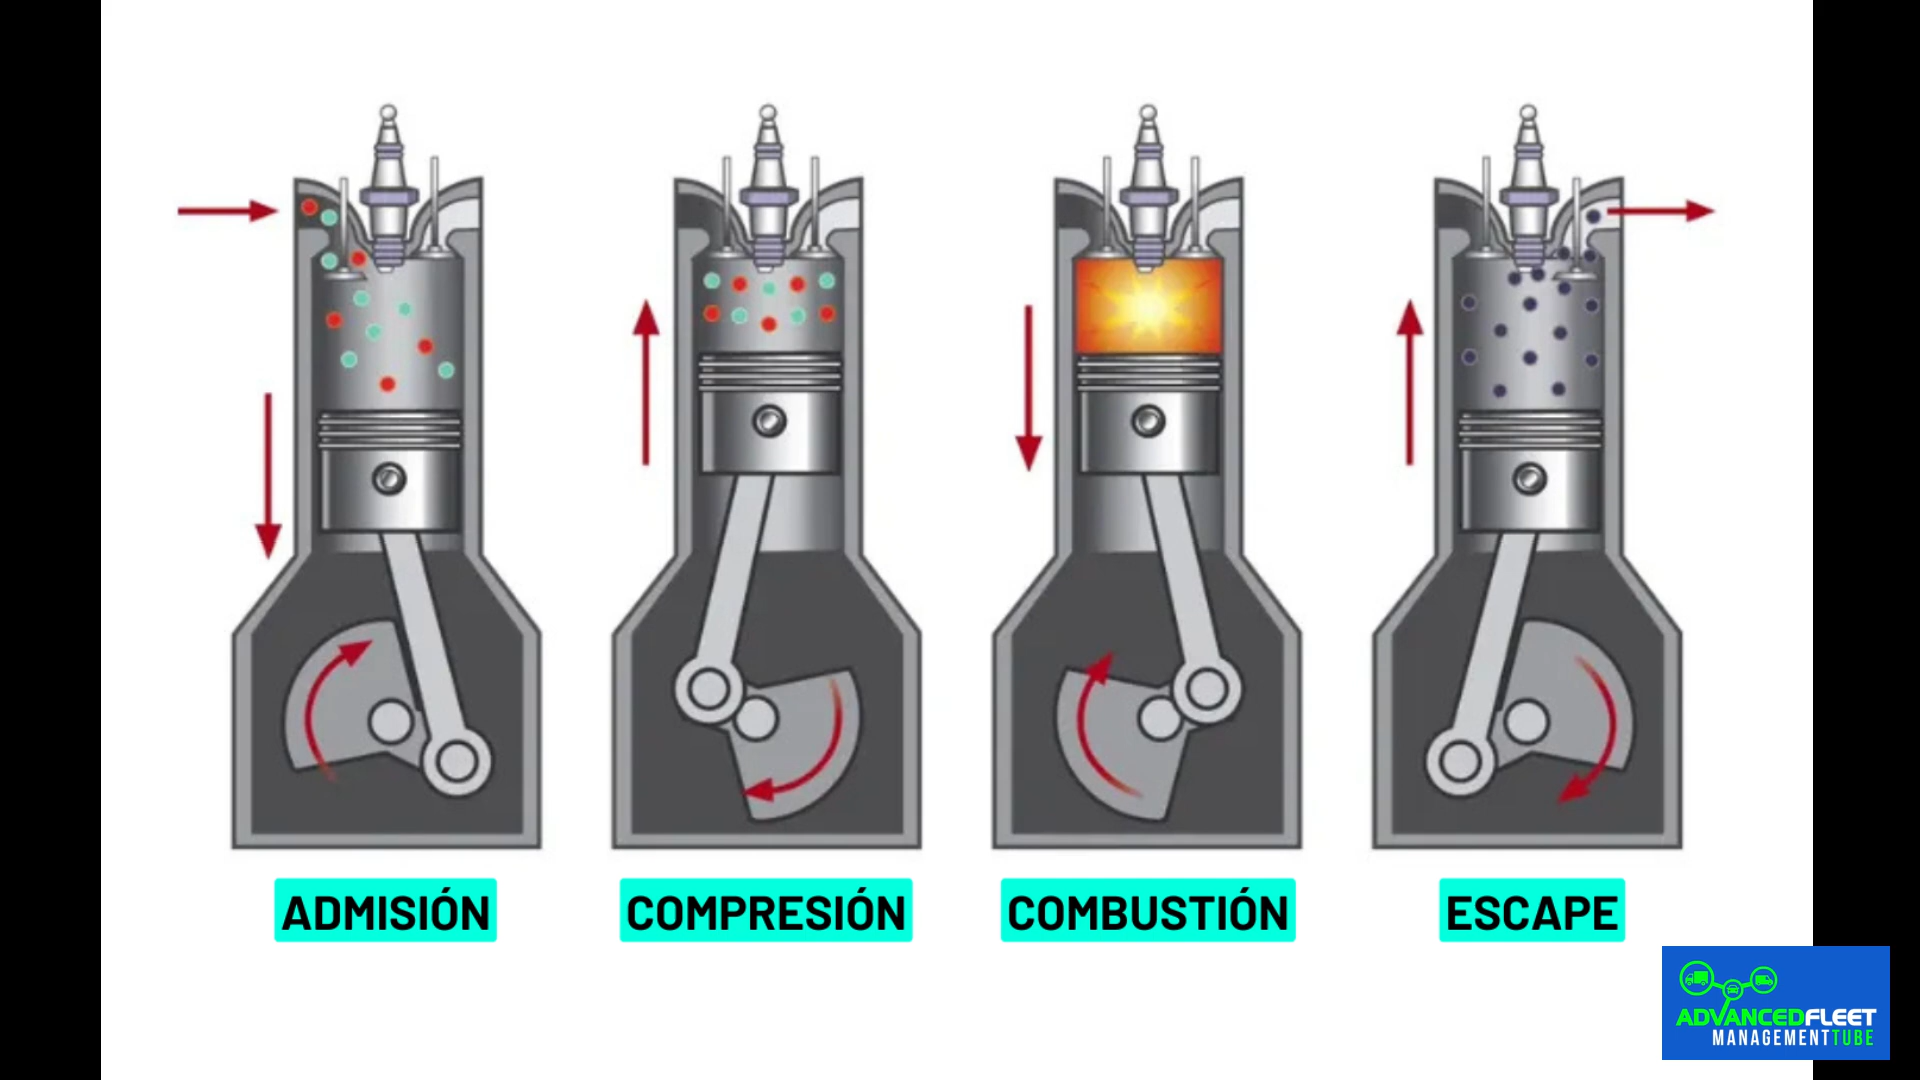 ADMISIÓN
COMPRESIÓN
COMBUSTIÓN
ESCAPE
ADVANCEDFLEET
MANAGEMENTTUBE